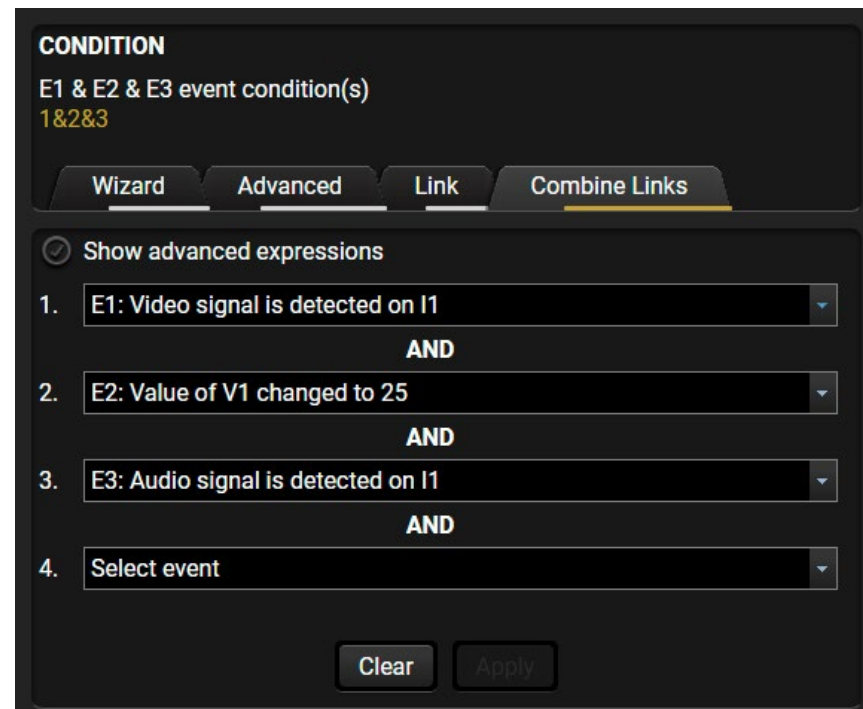 CONDITION
E1 & E2 & E3 event condition(s)
1&2&3
Wizard Advanced Link Combine Links
Show advanced expressions
1. E1: Video signal is detected on I1
AND
2. E2: Value of V1 changed to 25
AND
3. E3: Audio signal is detected on I1
AND
4. Select event
Clear Apply